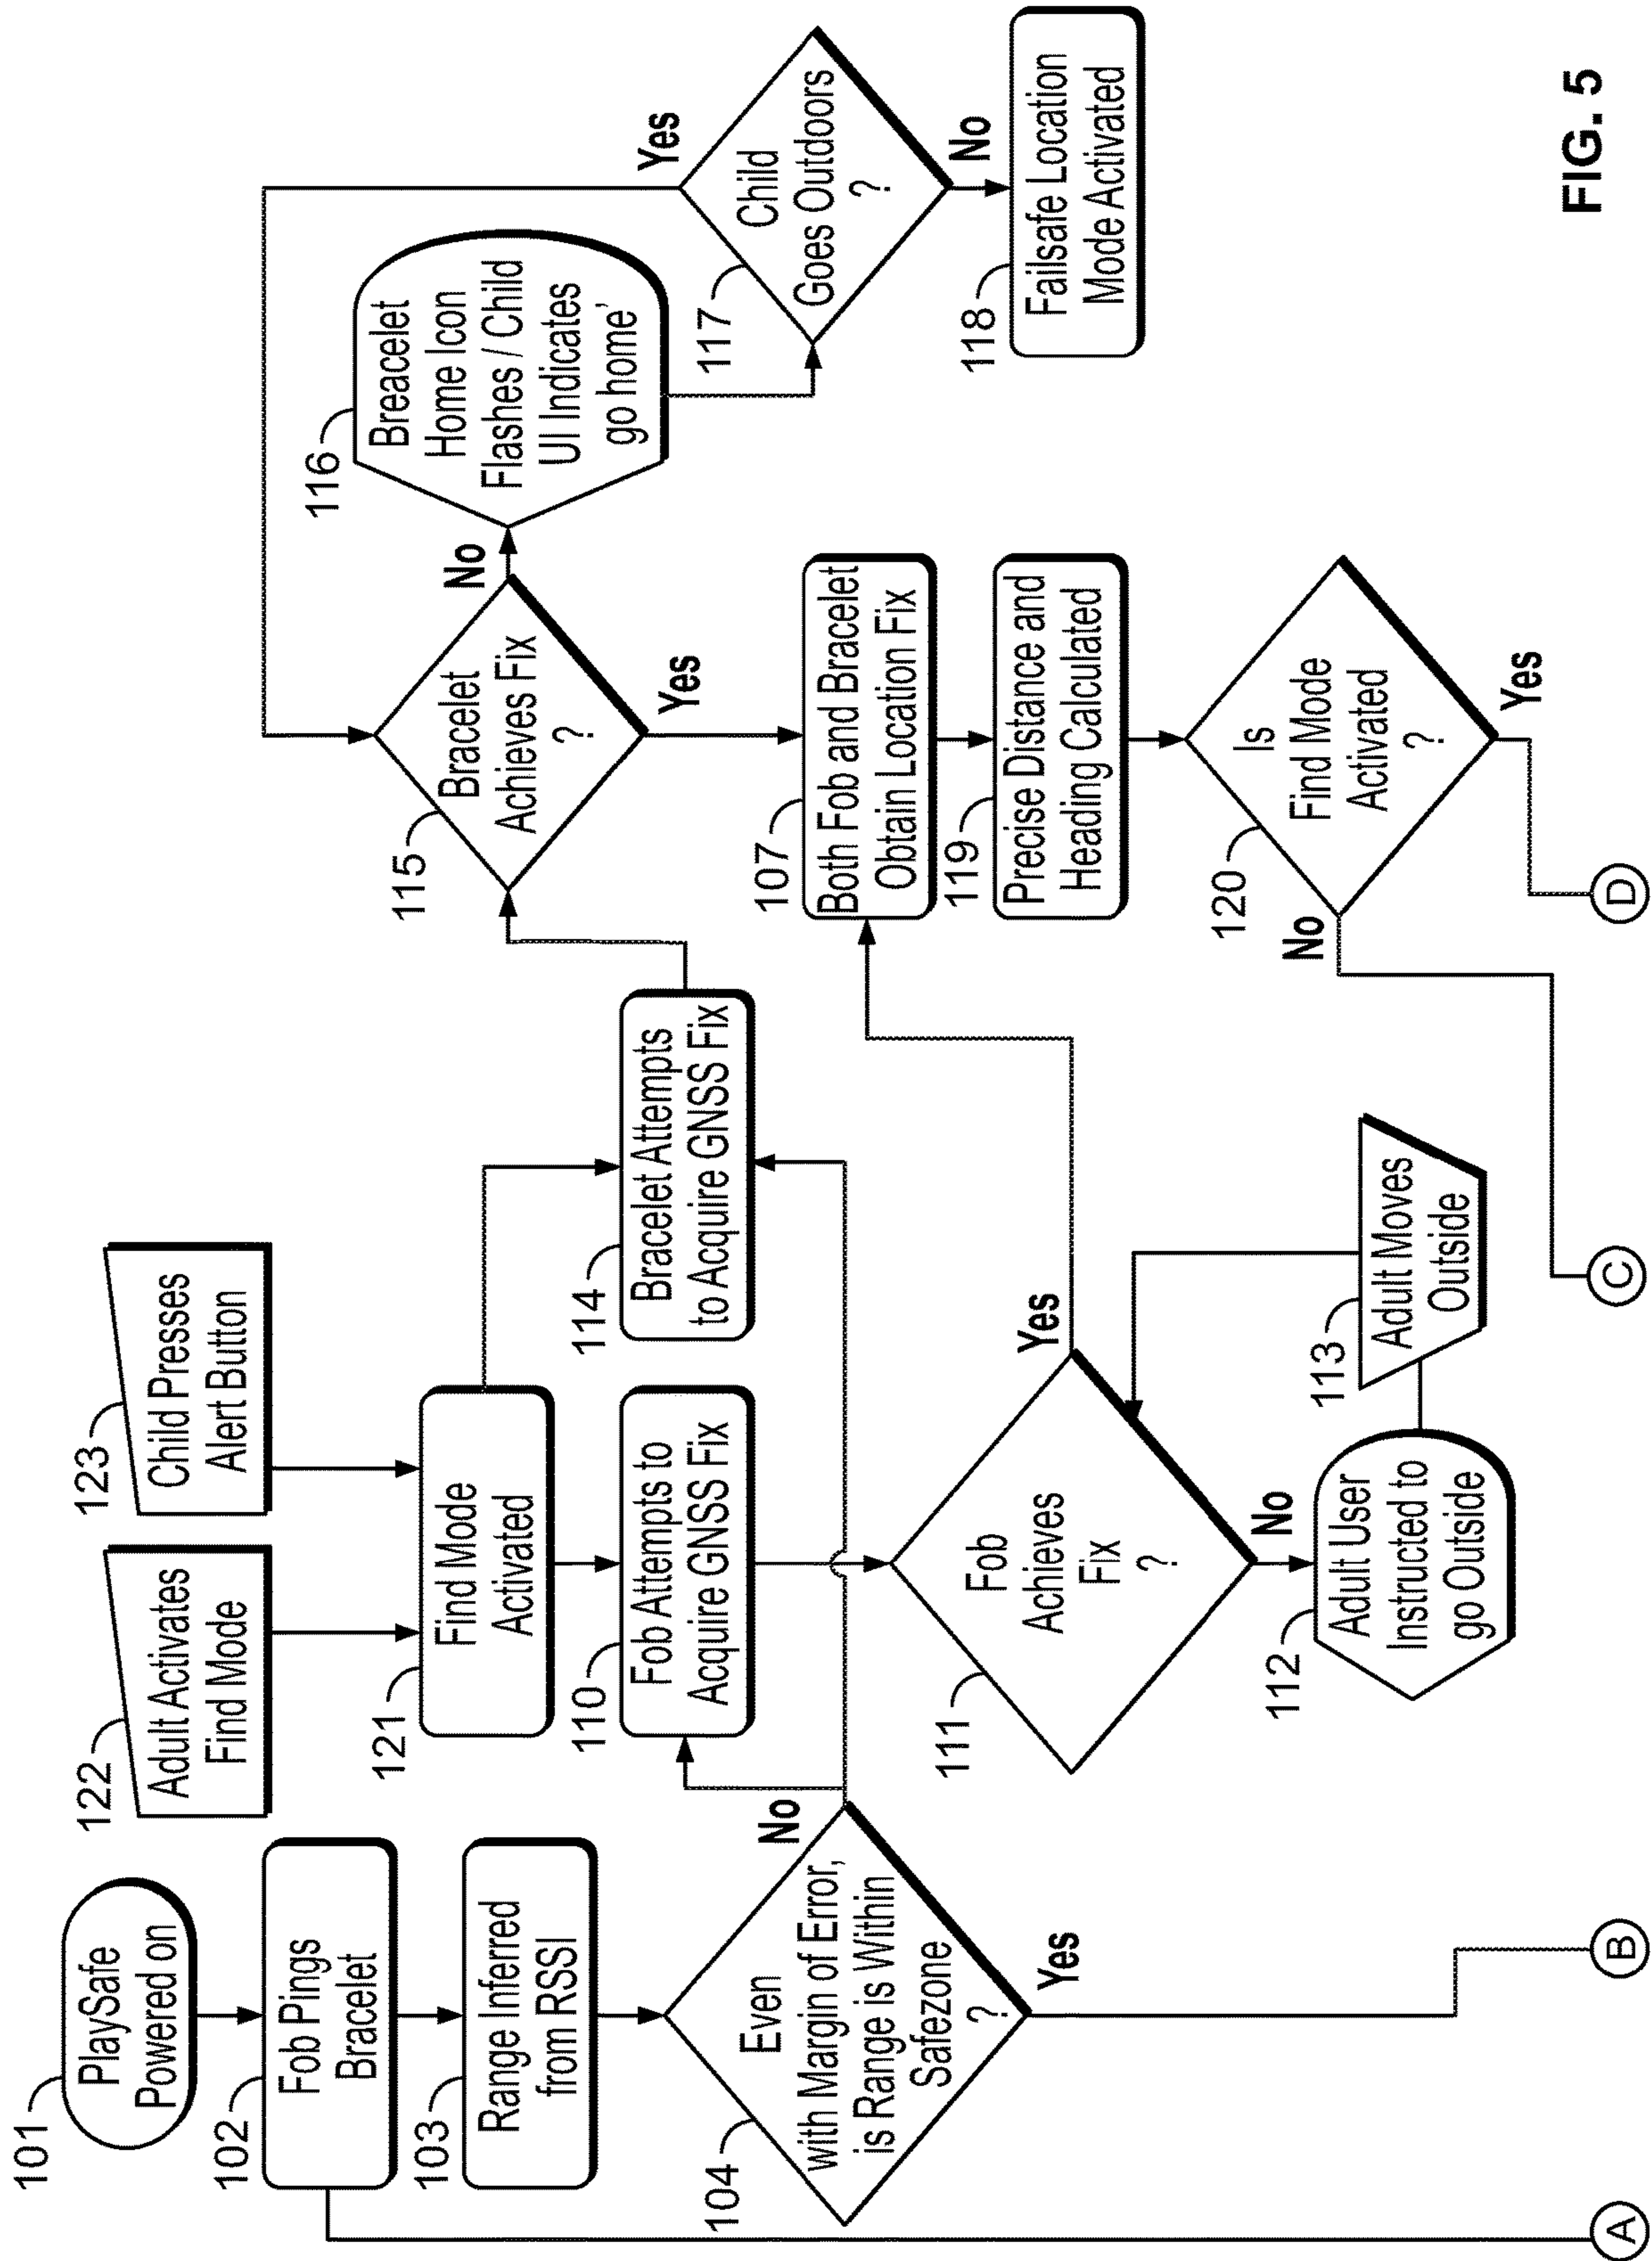 101
PlaySafe
Powered on
102
Fob Pings
Bracelet
103
Range Inferred
from RSSI
104
Even
with Margin of Error,
is Range is Within
Safezone
?
No
Yes
122
Adult Activates
Find Mode
123
Child Presses
Alert Button
121
Find Mode
Activated
110
Fob Attempts to
Acquire GNSS Fix
111
Fob
Achieves
Fix
?
Yes
No
112
Adult User
Instructed to
go Outside
113
Adult Moves
Outside
114
Bracelet Attempts
to Acquire GNSS Fix
115
Bracelet
Achieves Fix
?
No
Yes
116
Breacelet
Home Icon
Flashes / Child
UI Indicates
go home'
117
Child
Goes Outdoors
?
Yes
No
118
Failsafe Location
Mode Activated
107
Both Fob and Bracelet
Obtain Location Fix
119
Precise Distance and
Heading Calculated
120
Is
Find Mode
Activated
?
No
Yes
A
B
C
D
FIG. 5